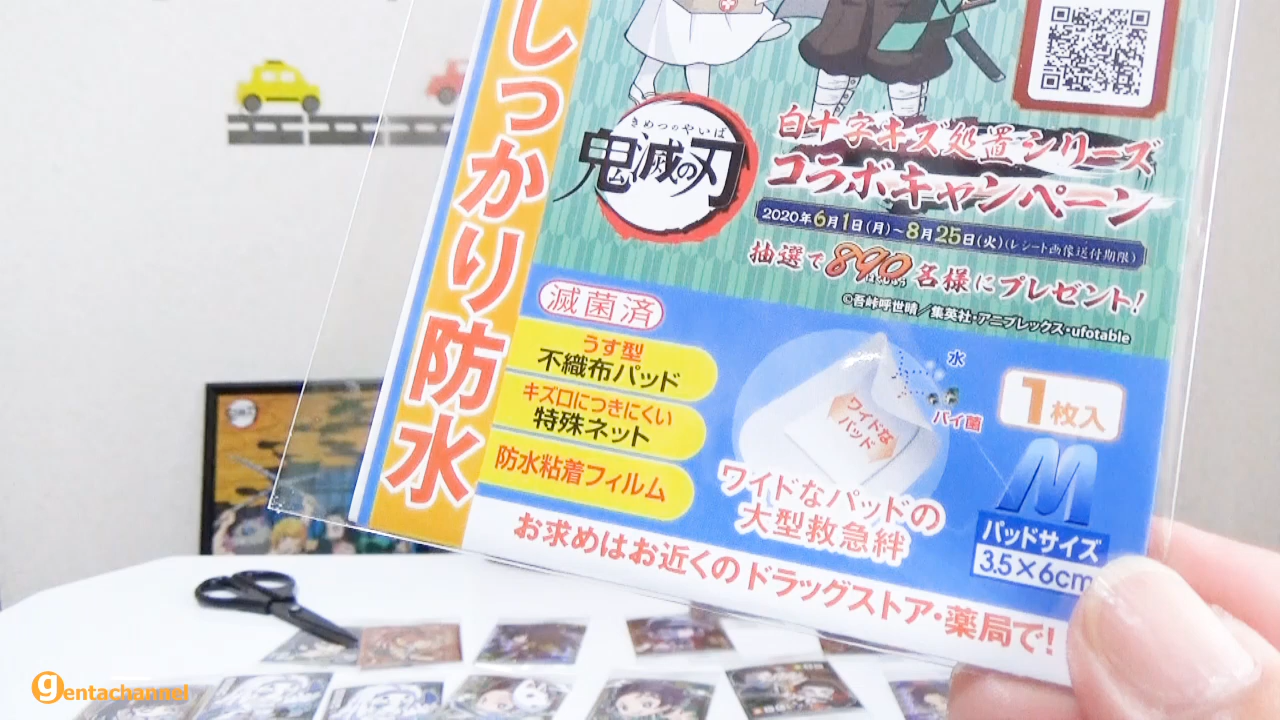 しっかり防水
きめつのやいば
鬼滅の刃
白十字キズ処置シリーズ
コラボキャンペーン
2020年6月1日(月)~8月25日(火)(レシート画像送付期限)
抽選で890名様にプレゼント!
はくじゅう
©吾峠呼世晴/集英社・アニプレックス・ufotable
滅菌済
うす型
不織布パッド
キズ口につきにくい
特殊ネット
防水粘着フィルム
水
バイ菌
ワイドな
パッド
ワイドなパッドの
大型救急絆
1枚入
M
パッドサイズ
3.5×6cm
お求めはお近くのドラッグストア・薬局で!
gentachannel